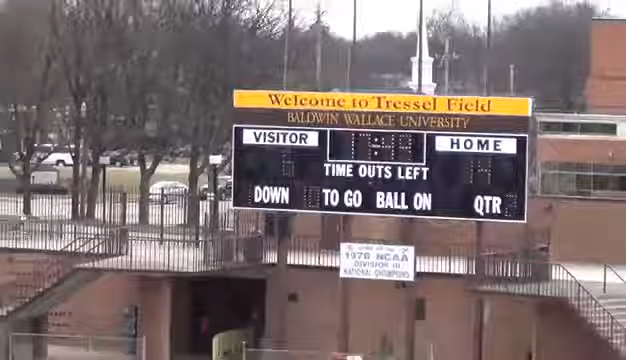 Welcome to Tressel Field
BALDWIN WALLACE UNIVERSITY
VISITOR
HOME
TIME OUTS LEFT
DOWN TO GO BALL ON QTR
1978 NCAA
DIVISION III
NATIONAL CHAMPIONS